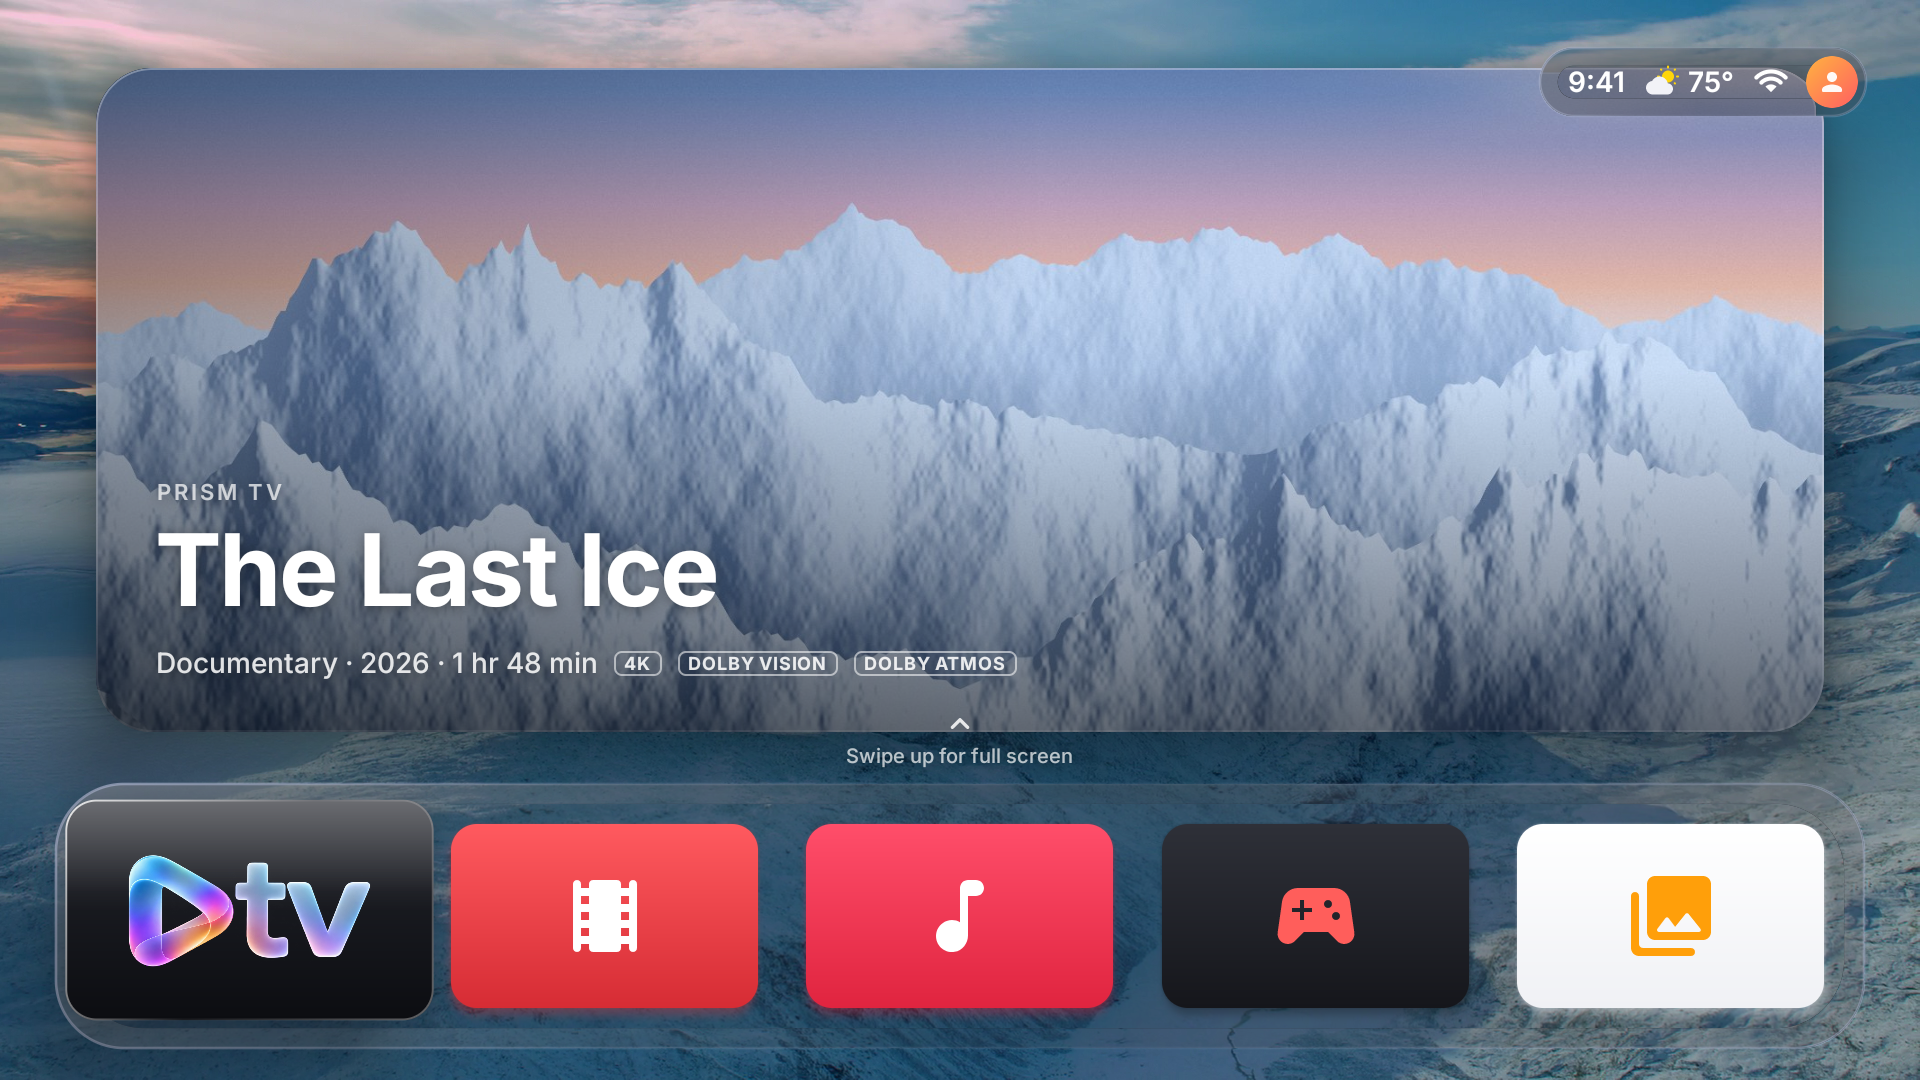 9:41 75°
PRISM TV
The Last Ice
Documentary · 2026 · 1 hr 48 min 4K DOLBY VISION DOLBY ATMOS
Swipe up for full screen
tv